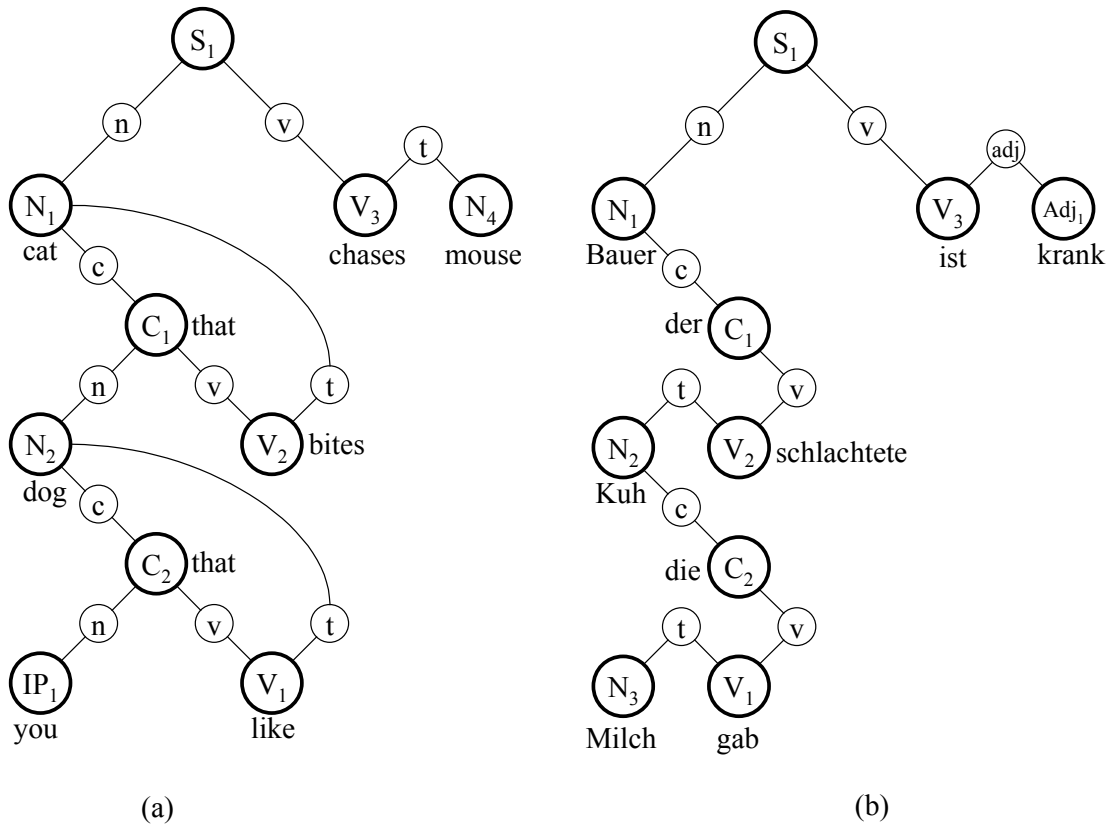 S1 S1
n v t n v adj
N1 V3 N4 N1 V3 Adj1
cat chases mouse Bauer ist krank
c c
C1 that der C1
n v t t v
N2 V2 bites N2 V2 schlachtete
dog Kuh
c c
C2 that die C2
n v t t v
IP1 V1 N3 V1
you like Milch gab
(a) (b)